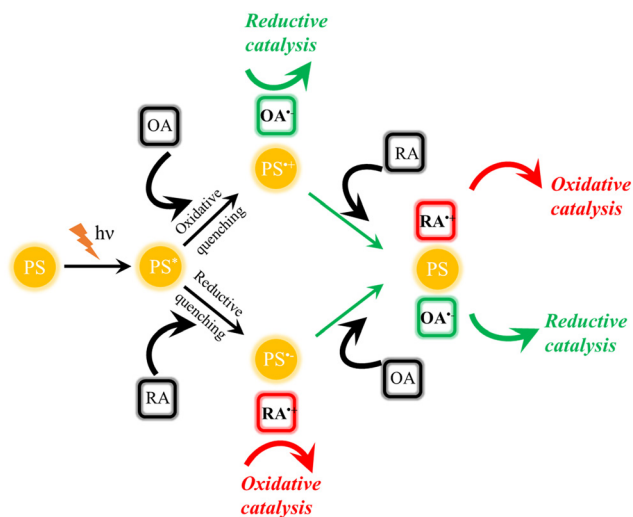 Reductive
catalysis
OA
OA•-
RA
PS•+
Oxidative
quenching
hν
RA•+
Oxidative
catalysis
PS
PS*
PS
Reductive
quenching
OA•-
Reductive
catalysis
PS•-
RA
OA
RA•+
Oxidative
catalysis